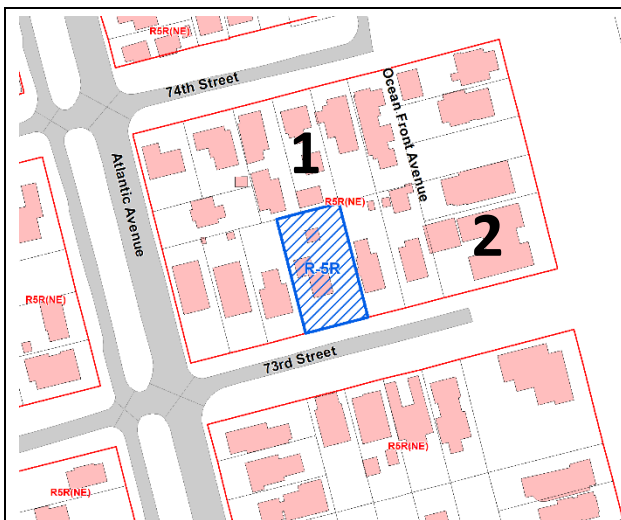 R5R(NE)
74th Street
Ocean Front Avenue
1
Atlantic Avenue
R5R(NE)
2
R-5R
R5R(NE)
73rd Street
R5R(NE)
R5R(NE)